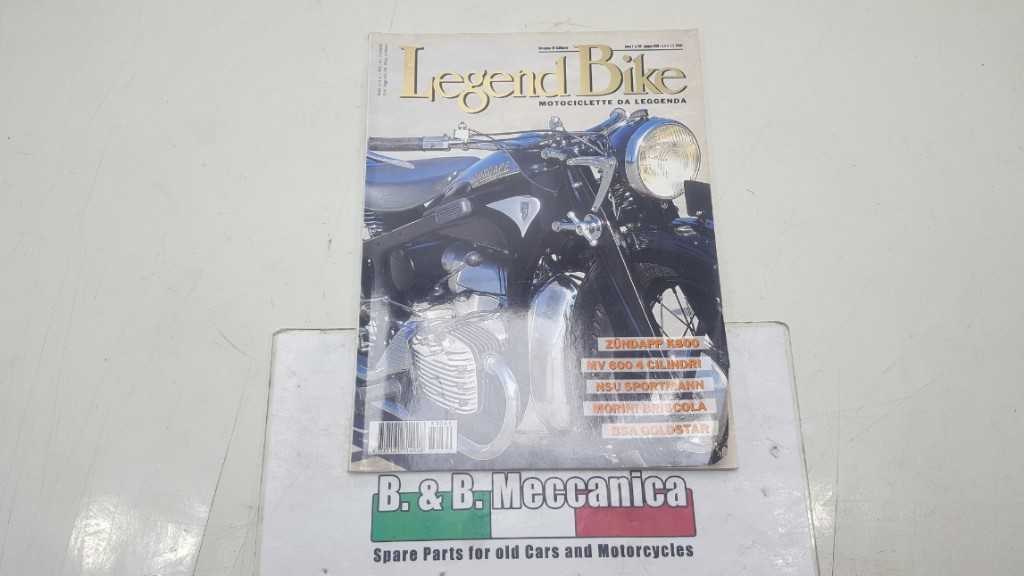 Legend Bike
MOTOCICLETTE DA LEGGENDA
ZÜNDAPP K800
MV 600 4 CILINDRI
NSU SPORTMANN
MORINI BRISCOLA
BSA GOLDSTAR
B. & B. Meccanica
Spare Parts for old Cars and Motorcycles